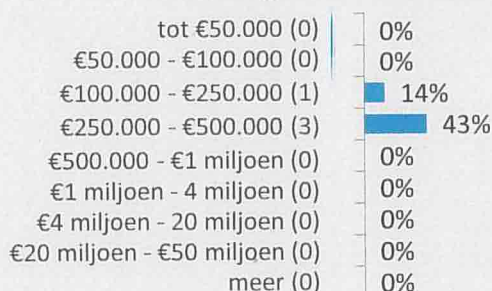 tot €50.000 (0) 0%
€50.000 - €100.000 (0) 0%
€100.000 - €250.000 (1) 14%
€250.000 - €500.000 (3) 43%
€500.000 - €1 miljoen (0) 0%
€1 miljoen - 4 miljoen (0) 0%
€4 miljoen - 20 miljoen (0) 0%
€20 miljoen - €50 miljoen (0) 0%
meer (0) 0%